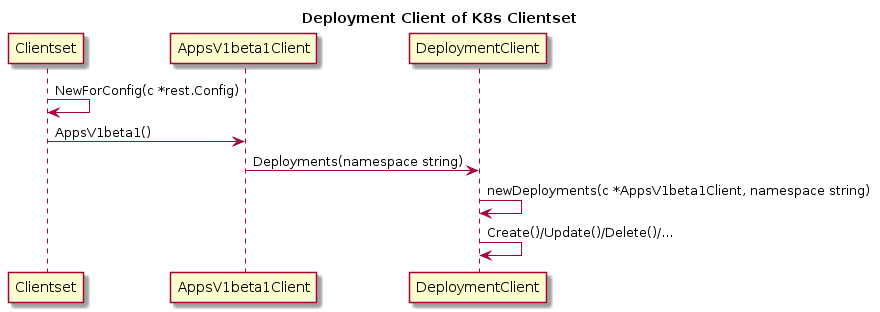 Deployment Client of K8s Clientset
Clientset AppsV1beta1Client DeploymentClient
NewForConfig(c *rest.Config)
AppsV1beta1()
Deployments(namespace string)
newDeployments(c *AppsV1beta1Client, namespace string)
Create()/Update()/Delete()/...
Clientset AppsV1beta1Client DeploymentClient